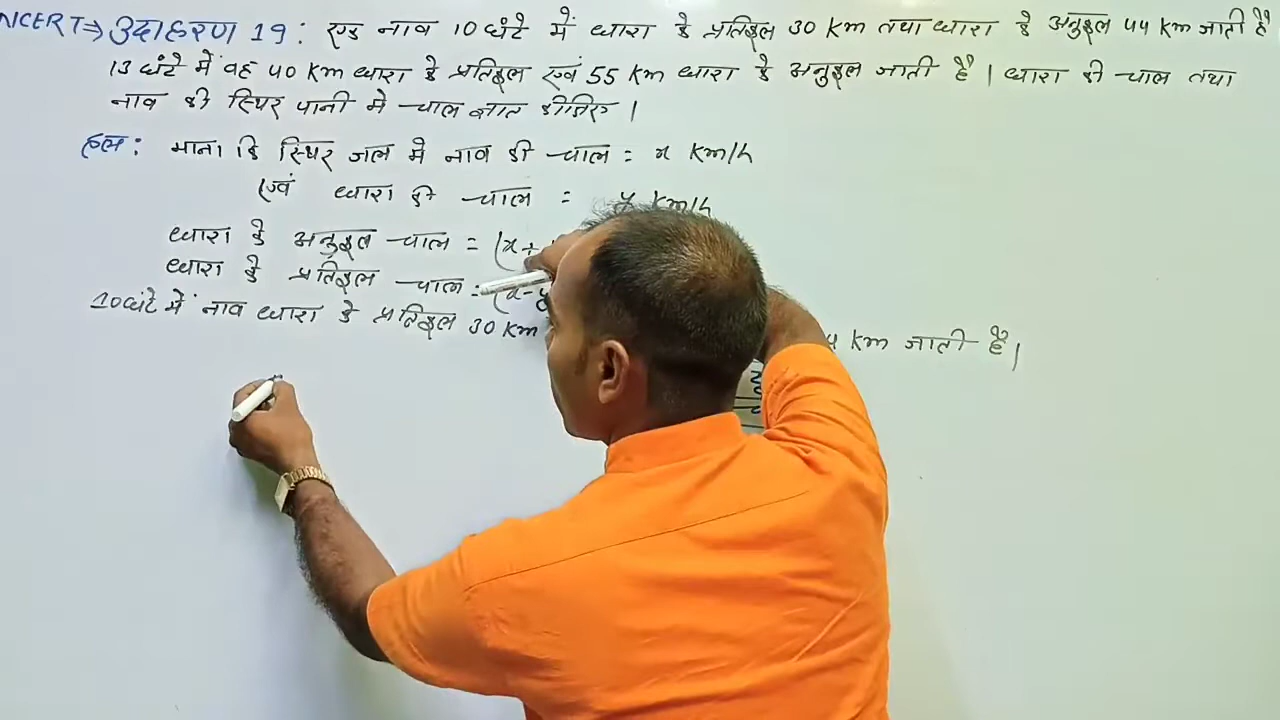 NCERT⇒ उदाहरण 19 : एक नाव 10 घंटे में धारा के प्रतिकूल 30 Km तथा धारा के अनुकूल 44 Km जाती है
13 घंटे में वह 40 Km धारा के प्रतिकूल एवं 55 Km धारा के अनुकूल जाती है । धारा की चाल तथा
नाव की स्थिर पानी में चाल ज्ञात कीजिए ।
हल : माना कि स्थिर जल में नाव की चाल = x Km/h
एवं धारा की चाल = y Km/h
धारा के अनुकूल चाल = (x+
धारा के प्रतिकूल चाल = (x-y
10 घंटे में नाव धारा के प्रतिकूल 30 Km 4 Km जाती है ।